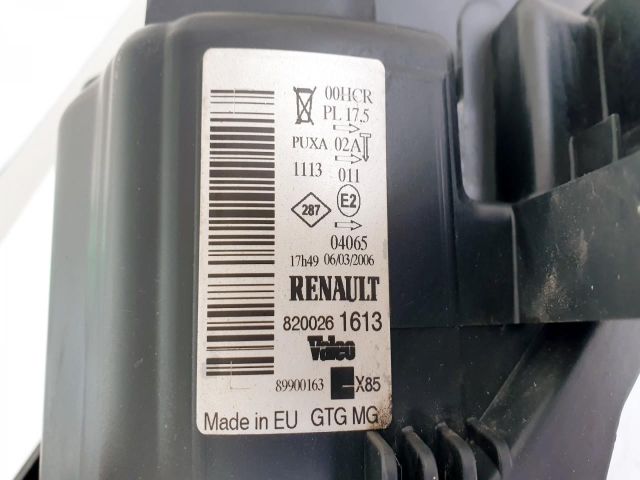 00HCR
PL 17,5
PUXA 02A
1113 011
287 E2
04065
17h49 06/03/2006
RENAULT
820026 1613
Valeo
89900163 X85
Made in EU GTG MG